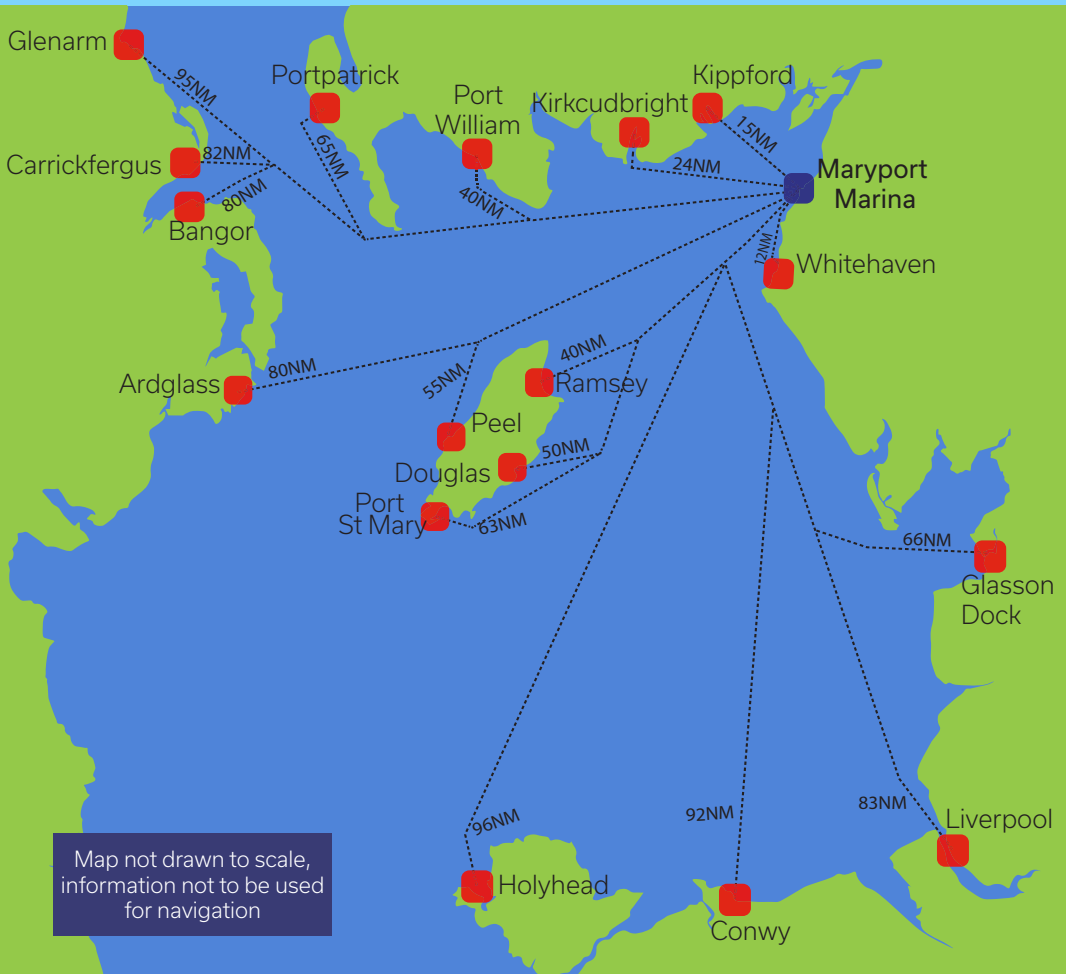 Glenarm
95NM
Portpatrick
65NM
Port
William
40NM
Kirkcudbright
24NM
Kippford
15NM
Maryport
Marina
Carrickfergus
82NM
80NM
Bangor
12NM
Whitehaven
Ardglass
80NM
55NM
40NM
Ramsey
Peel
Douglas
50NM
Port
St Mary
63NM
66NM
Glasson
Dock
96NM
Holyhead
92NM
Conwy
83NM
Liverpool
Map not drawn to scale,
information not to be used
for navigation